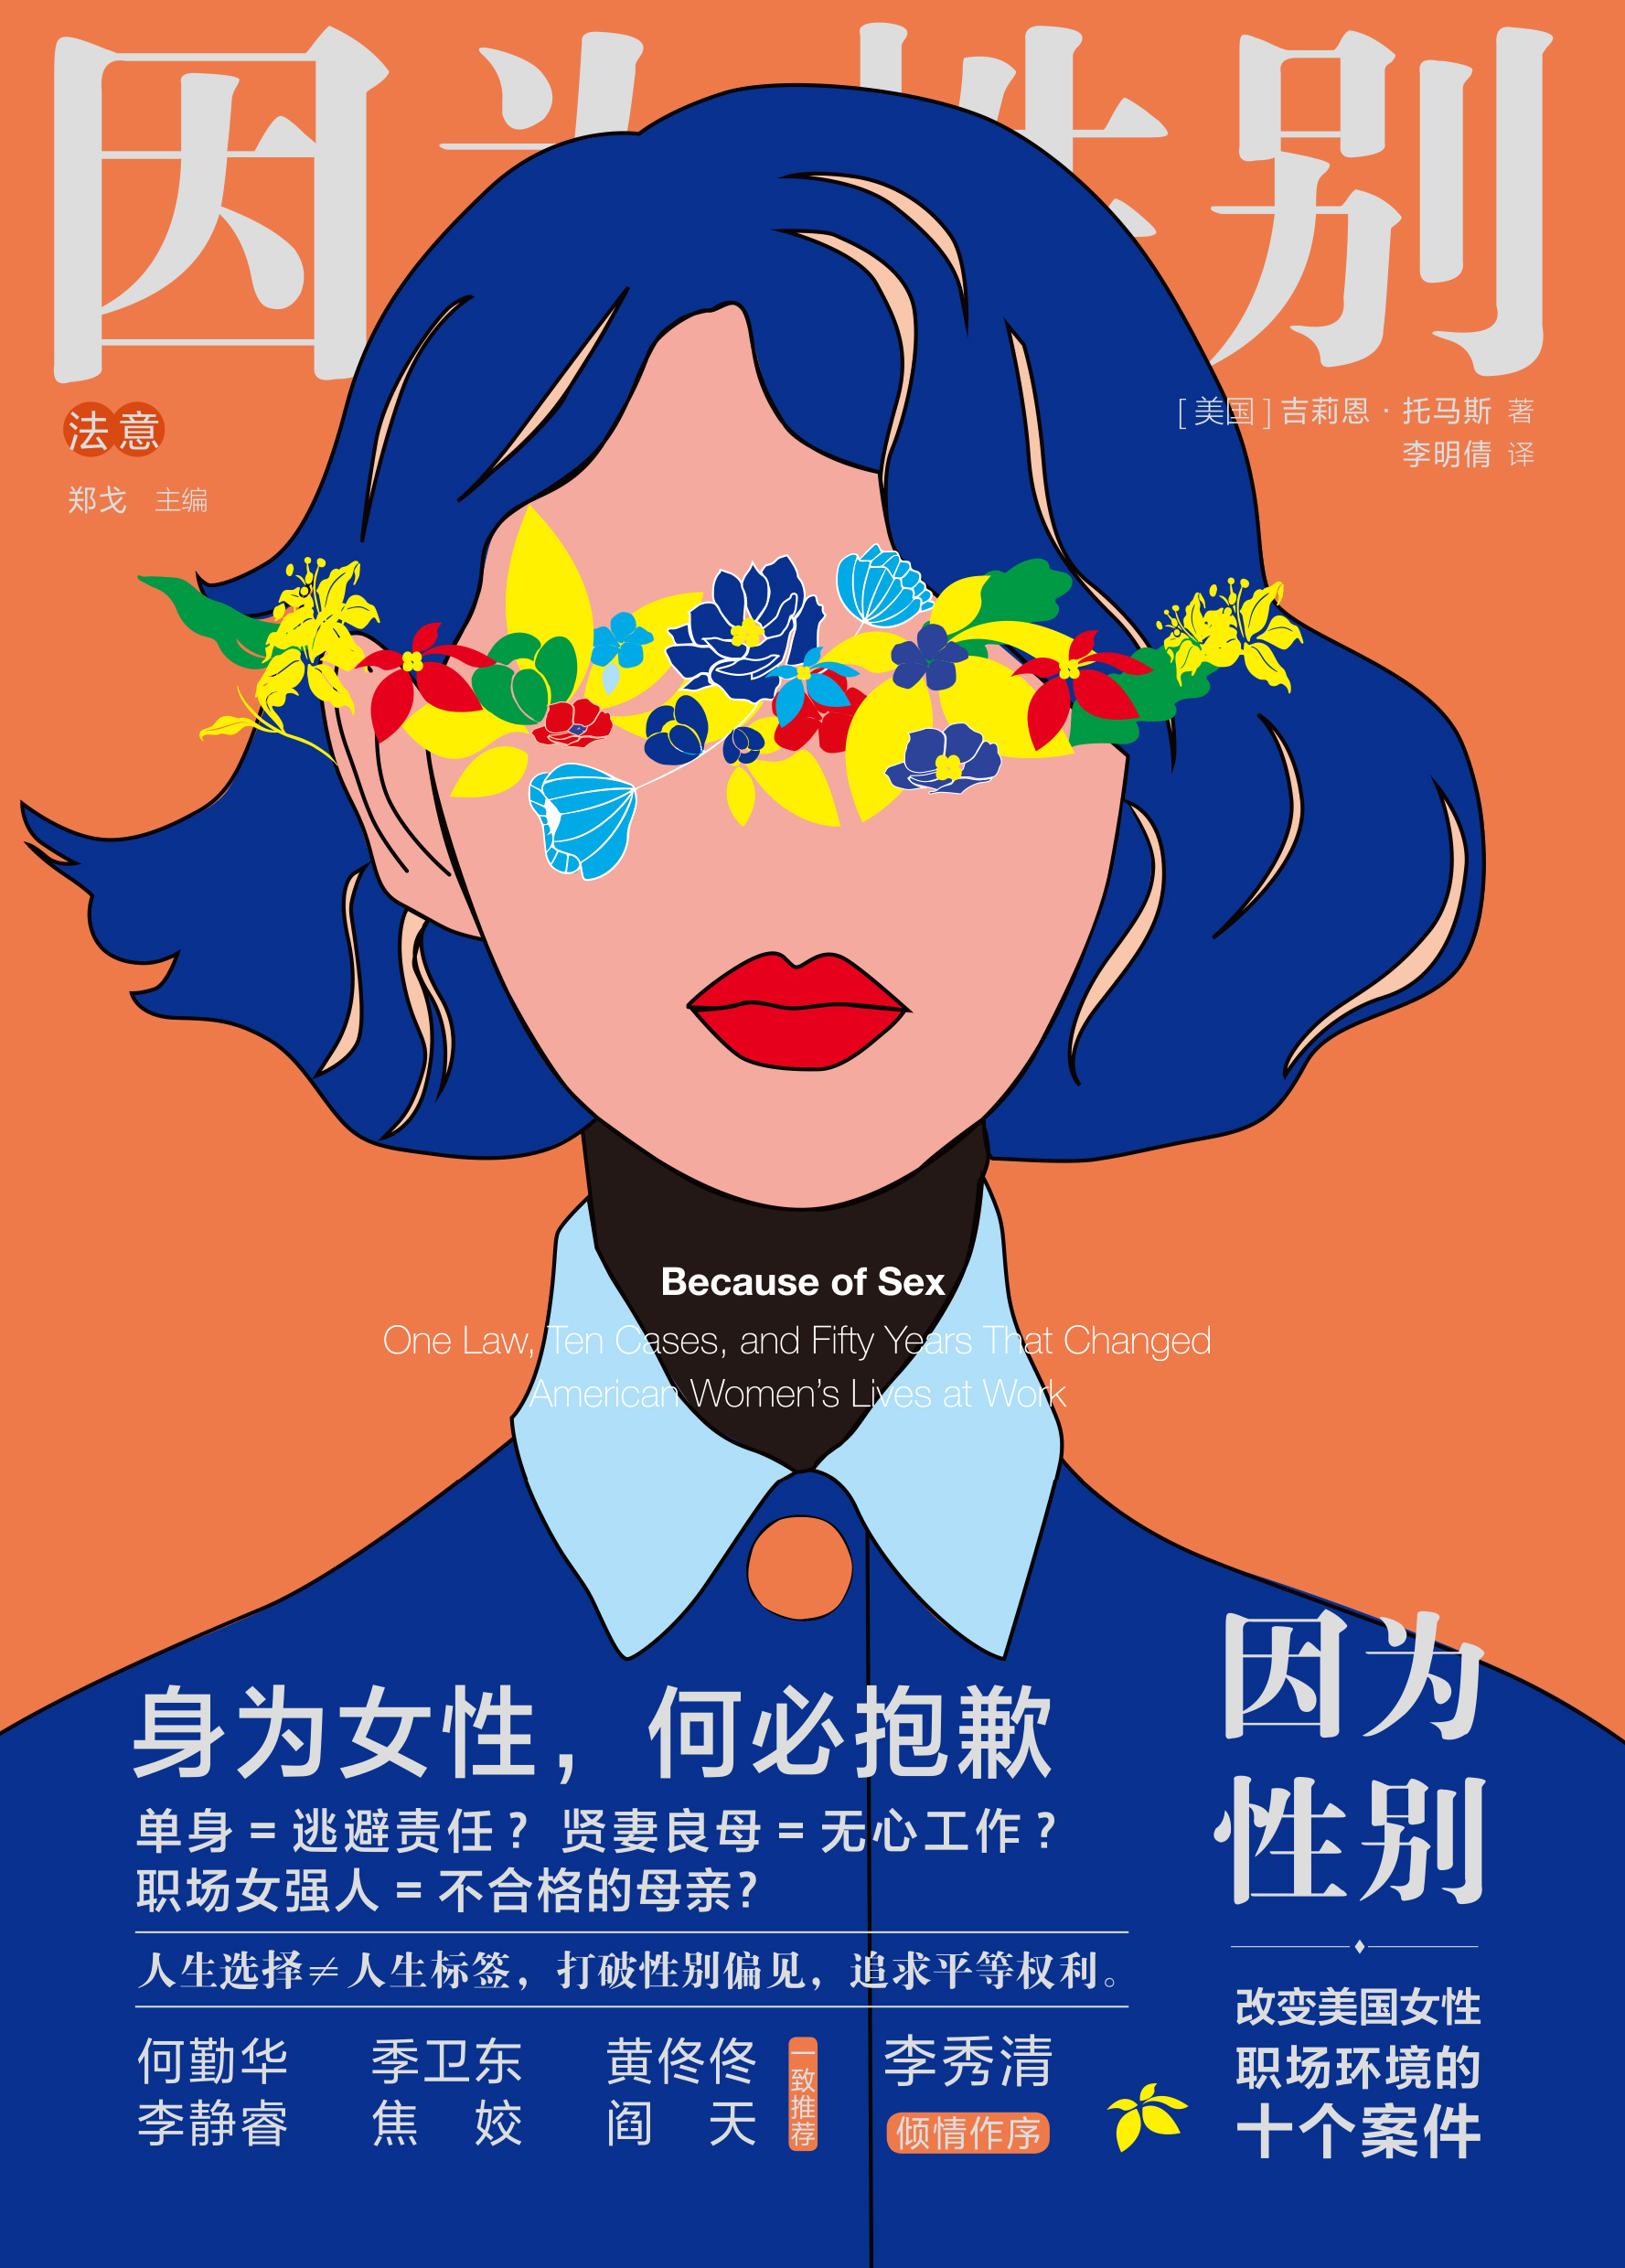 因为性别
法意
郑戈 主编
[美国]吉莉恩·托马斯 著
李明倩 译
Because of Sex
One Law, Ten Cases, and Fifty Years That Changed
American Women’s Lives at Work
身为女性，何必抱歉
单身=逃避责任？贤妻良母=无心工作？
职场女强人=不合格的母亲？
人生选择≠人生标签，打破性别偏见，追求平等权利。
何勤华 季卫东 黄佟佟
李静睿 焦姣 阎天
一致推荐
李秀清
倾情作序
因为
性别
改变美国女性
职场环境的
十个案件